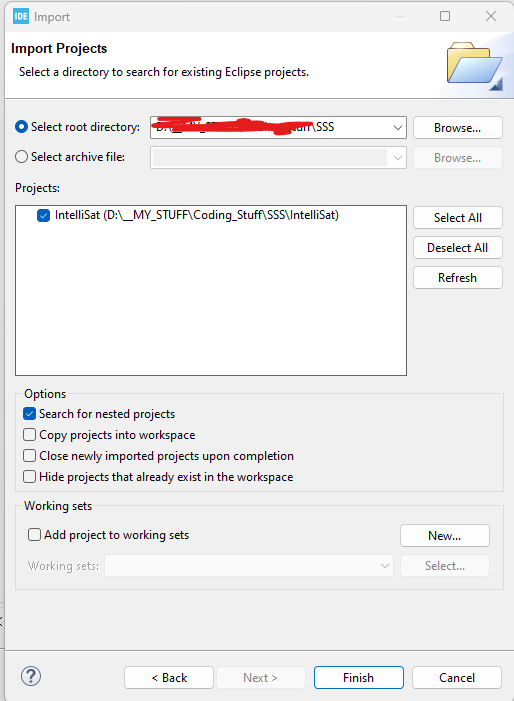 IDE Import
Import Projects
Select a directory to search for existing Eclipse projects.
Select root directory:
\SSS
Browse...
Select archive file:
Browse...
Projects:
IntelliSat (D:\__MY_STUFF\Coding_Stuff\SSS\IntelliSat)
Select All
Deselect All
Refresh
Options
Search for nested projects
Copy projects into workspace
Close newly imported projects upon completion
Hide projects that already exist in the workspace
Working sets
Add project to working sets
New...
Working sets:
Select...
?
< Back
Next >
Finish
Cancel